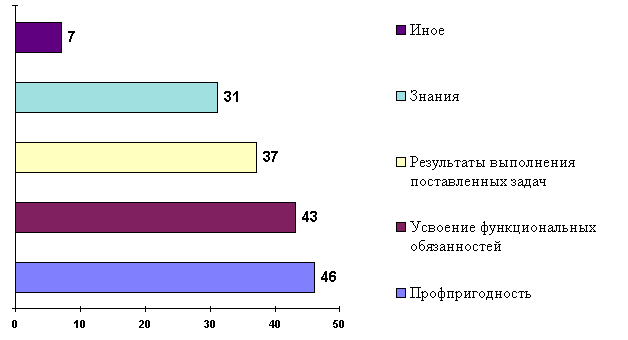 7
Иное
31
Знания
37
Результаты выполнения
поставленных задач
43
Усвоение функциональных
обязанностей
46
Профпригодность
0 10 20 30 40 50